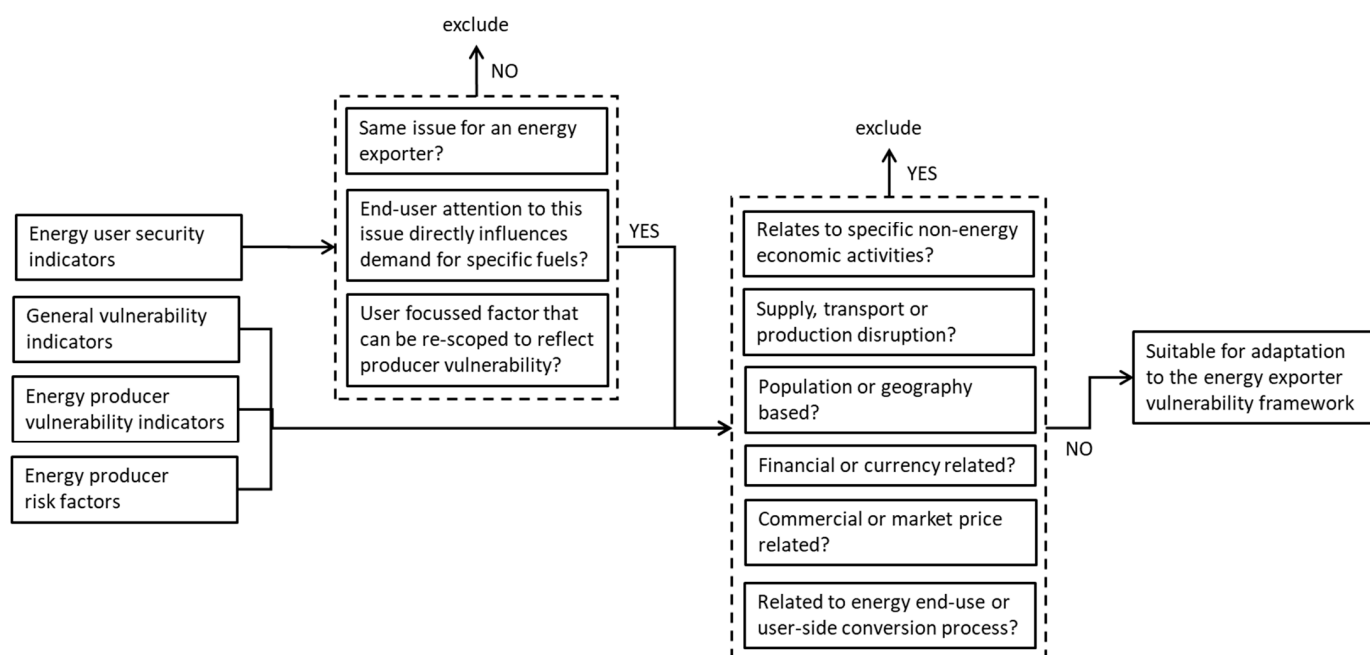 exclude
NO
Same issue for an energy
exporter?
End-user attention to this
issue directly influences
demand for specific fuels?
User focussed factor that
can be re-scoped to reflect
producer vulnerability?
YES
Energy user security
indicators
General vulnerability
indicators
Energy producer
vulnerability indicators
Energy producer
risk factors
exclude
YES
Relates to specific non-energy
economic activities?
Supply, transport or
production disruption?
Population or geography
based?
Financial or currency related?
Commercial or market price
related?
Related to energy end-use or
user-side conversion process?
NO
Suitable for adaptation
to the energy exporter
vulnerability framework